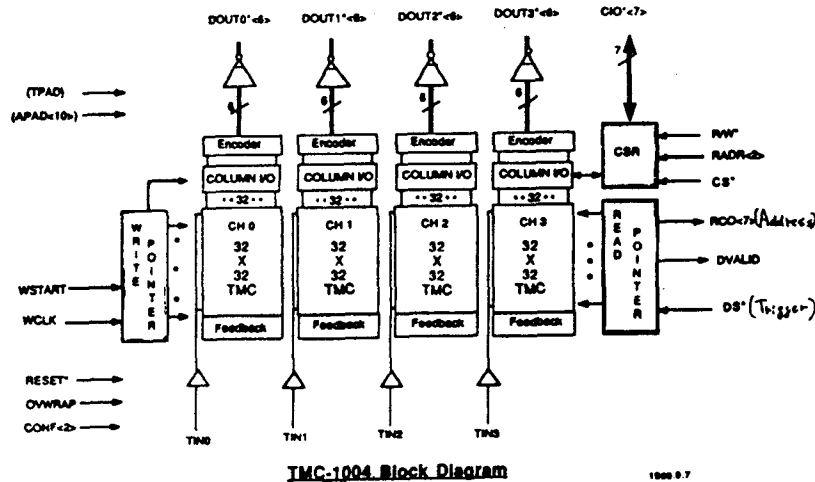 DOUT0*<6> DOUT1*<6> DOUT2*<6> DOUT3*<6> CIO*<7>
7
(TPAD)
(APAD<10>)
6 6 6 6
Encoder Encoder Encoder Encoder
CSR
R/W*
RADR<2>
CS*
COLUMN I/O COLUMN I/O COLUMN I/O COLUMN I/O
••32•• ••32•• ••32•• ••32••
WRITE POINTER
CH 0 CH 1 CH 2 CH 3
32 32 32 32
X X X X
32 32 32 32
TMC TMC TMC TMC
READ POINTER
RCO<7> (Address)
DVALID
DS* (Trigger)
WSTART
WCLK
Feedback Feedback Feedback Feedback
RESET*
OVWRAP
CONF<2>
TIN0 TIN1 TIN2 TIN3
TMC-1004 Block Diagram